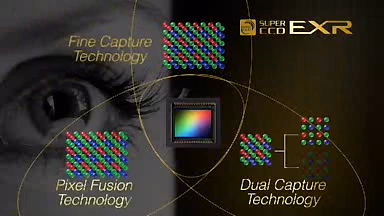 SUPER
CCD EXR
Fine Capture
Technology
Pixel Fusion
Technology
Dual Capture
Technology